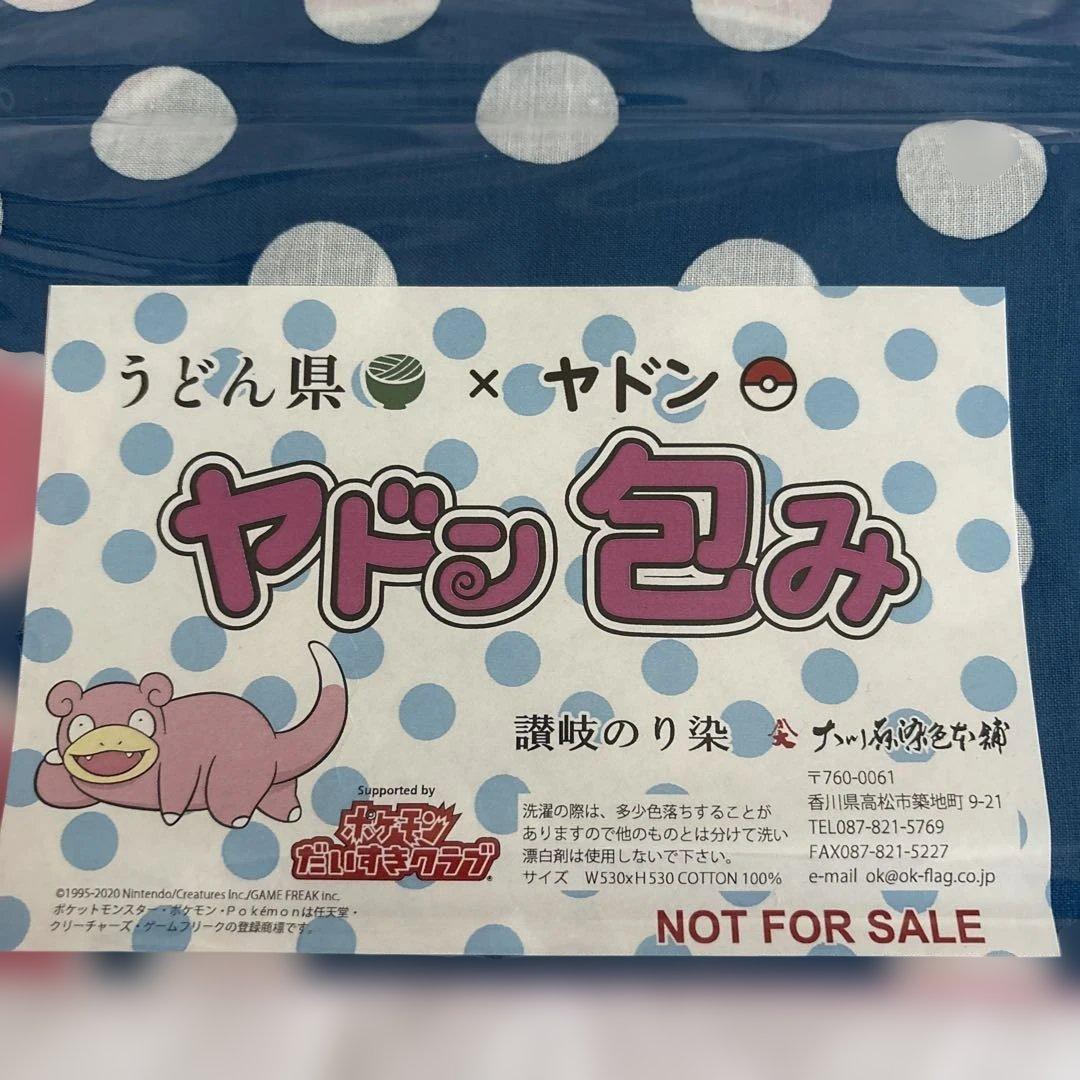 うどん県 × ヤドン
ヤドン 包み
讃岐のり染 大川原染色本舗
〒760-0061
香川県高松市築地町 9-21
TEL087-821-5769
FAX087-821-5227
e-mail ok@ok-flag.co.jp
洗濯の際は、多少色落ちすることが
ありますので他のものとは分けて洗い
漂白剤は使用しないで下さい。
サイズ W530xH530 COTTON 100%
Supported by
ポケモン
だいすきクラブ
©1995-2020 Nintendo/Creatures Inc./GAME FREAK inc.
ポケットモンスター・ポケモン・Pokémonは任天堂・
クリーチャーズ・ゲームフリークの登録商標です。
NOT FOR SALE